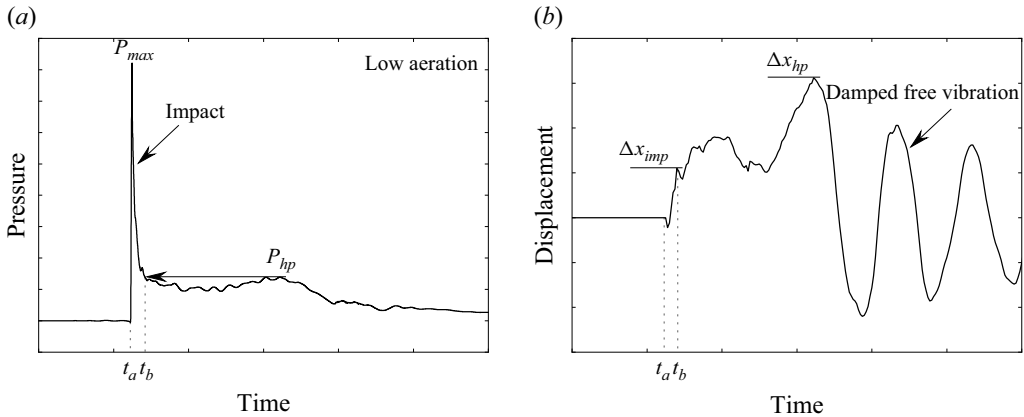 (a)
P_max
Low aeration
Impact
Pressure
P_hp
t_a t_b
Time
(b)
Δx_hp
Damped free vibration
Δx_imp
Displacement
t_a t_b
Time